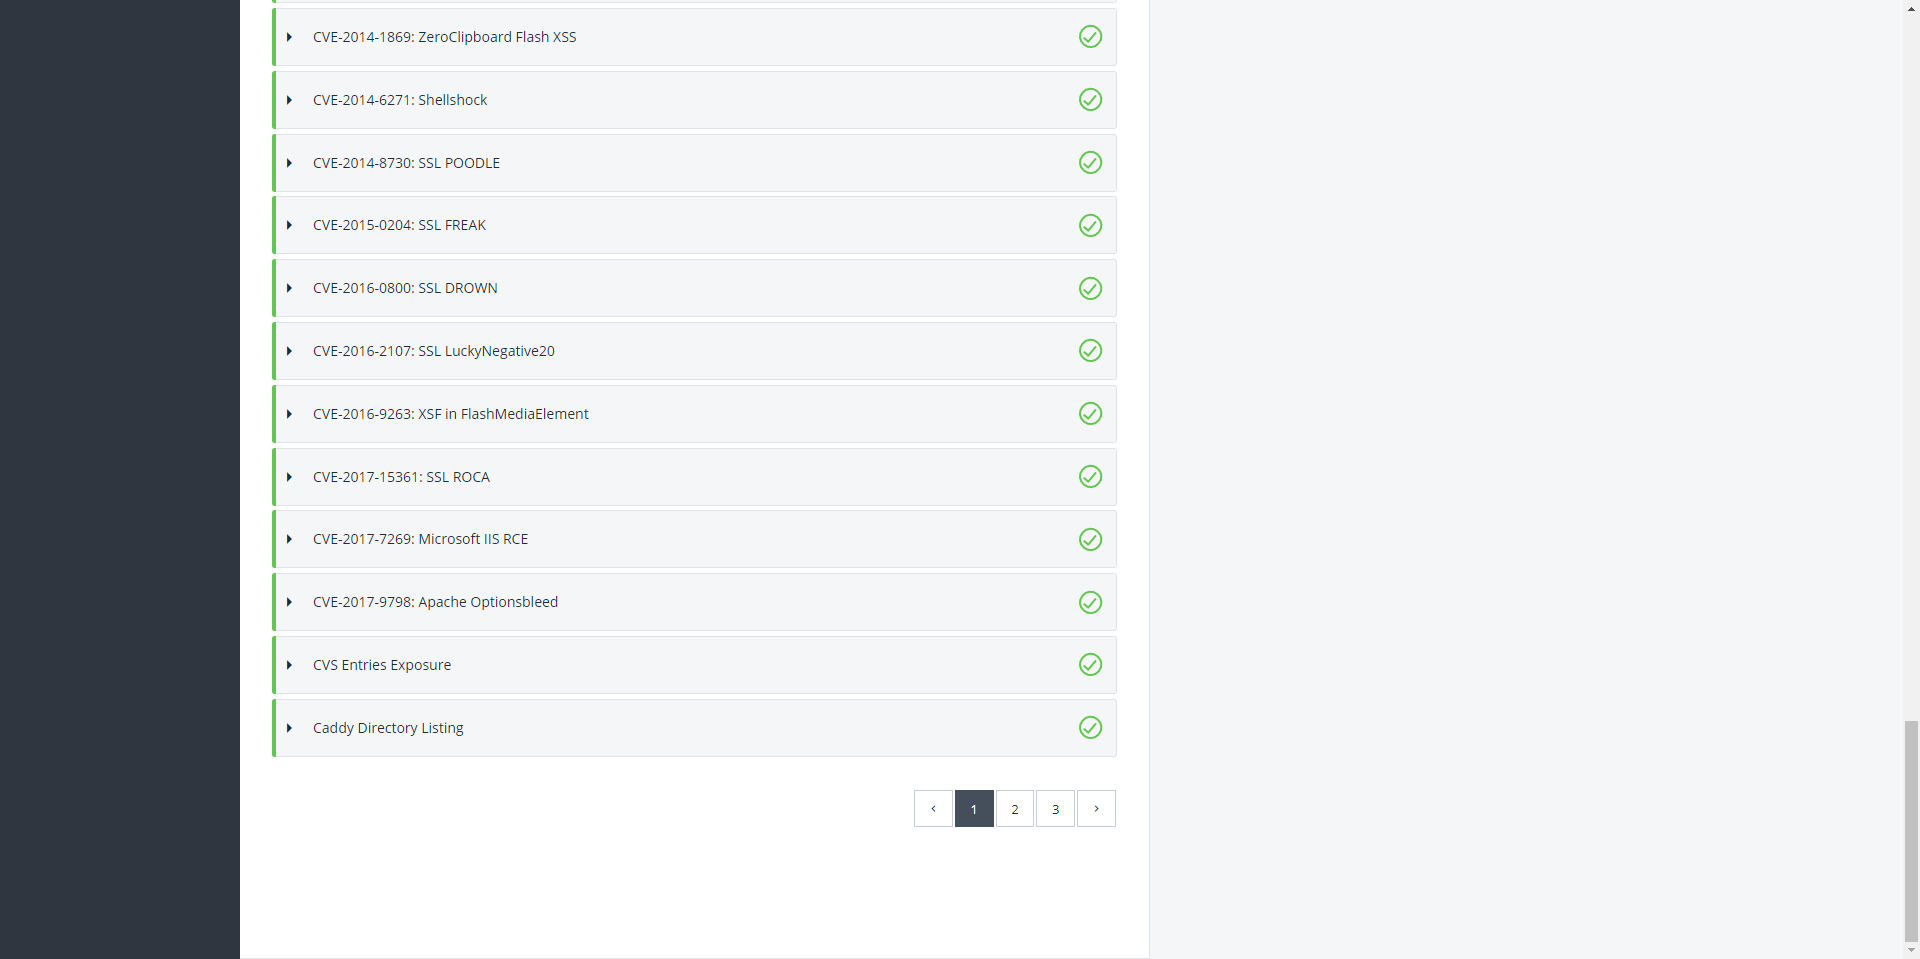 CVE-2014-1869: ZeroClipboard Flash XSS
CVE-2014-6271: Shellshock
CVE-2014-8730: SSL POODLE
CVE-2015-0204: SSL FREAK
CVE-2016-0800: SSL DROWN
CVE-2016-2107: SSL LuckyNegative20
CVE-2016-9263: XSF in FlashMediaElement
CVE-2017-15361: SSL ROCA
CVE-2017-7269: Microsoft IIS RCE
CVE-2017-9798: Apache Optionsbleed
CVS Entries Exposure
Caddy Directory Listing
‹ 1 2 3 ›